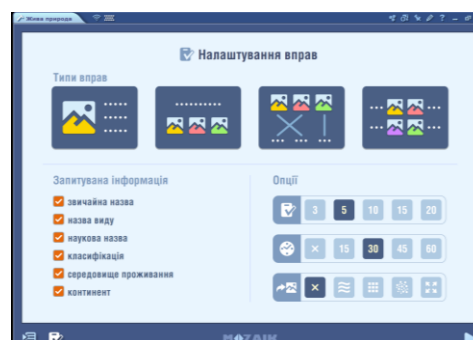 Жива природа
Налаштування вправ
Типи вправ
Запитувана інформація
звичайна назва
назва виду
наукова назва
класифікація
середовище проживання
континент
Опції
3 5 10 15 20
× 15 30 45 60
×
MOZAIK